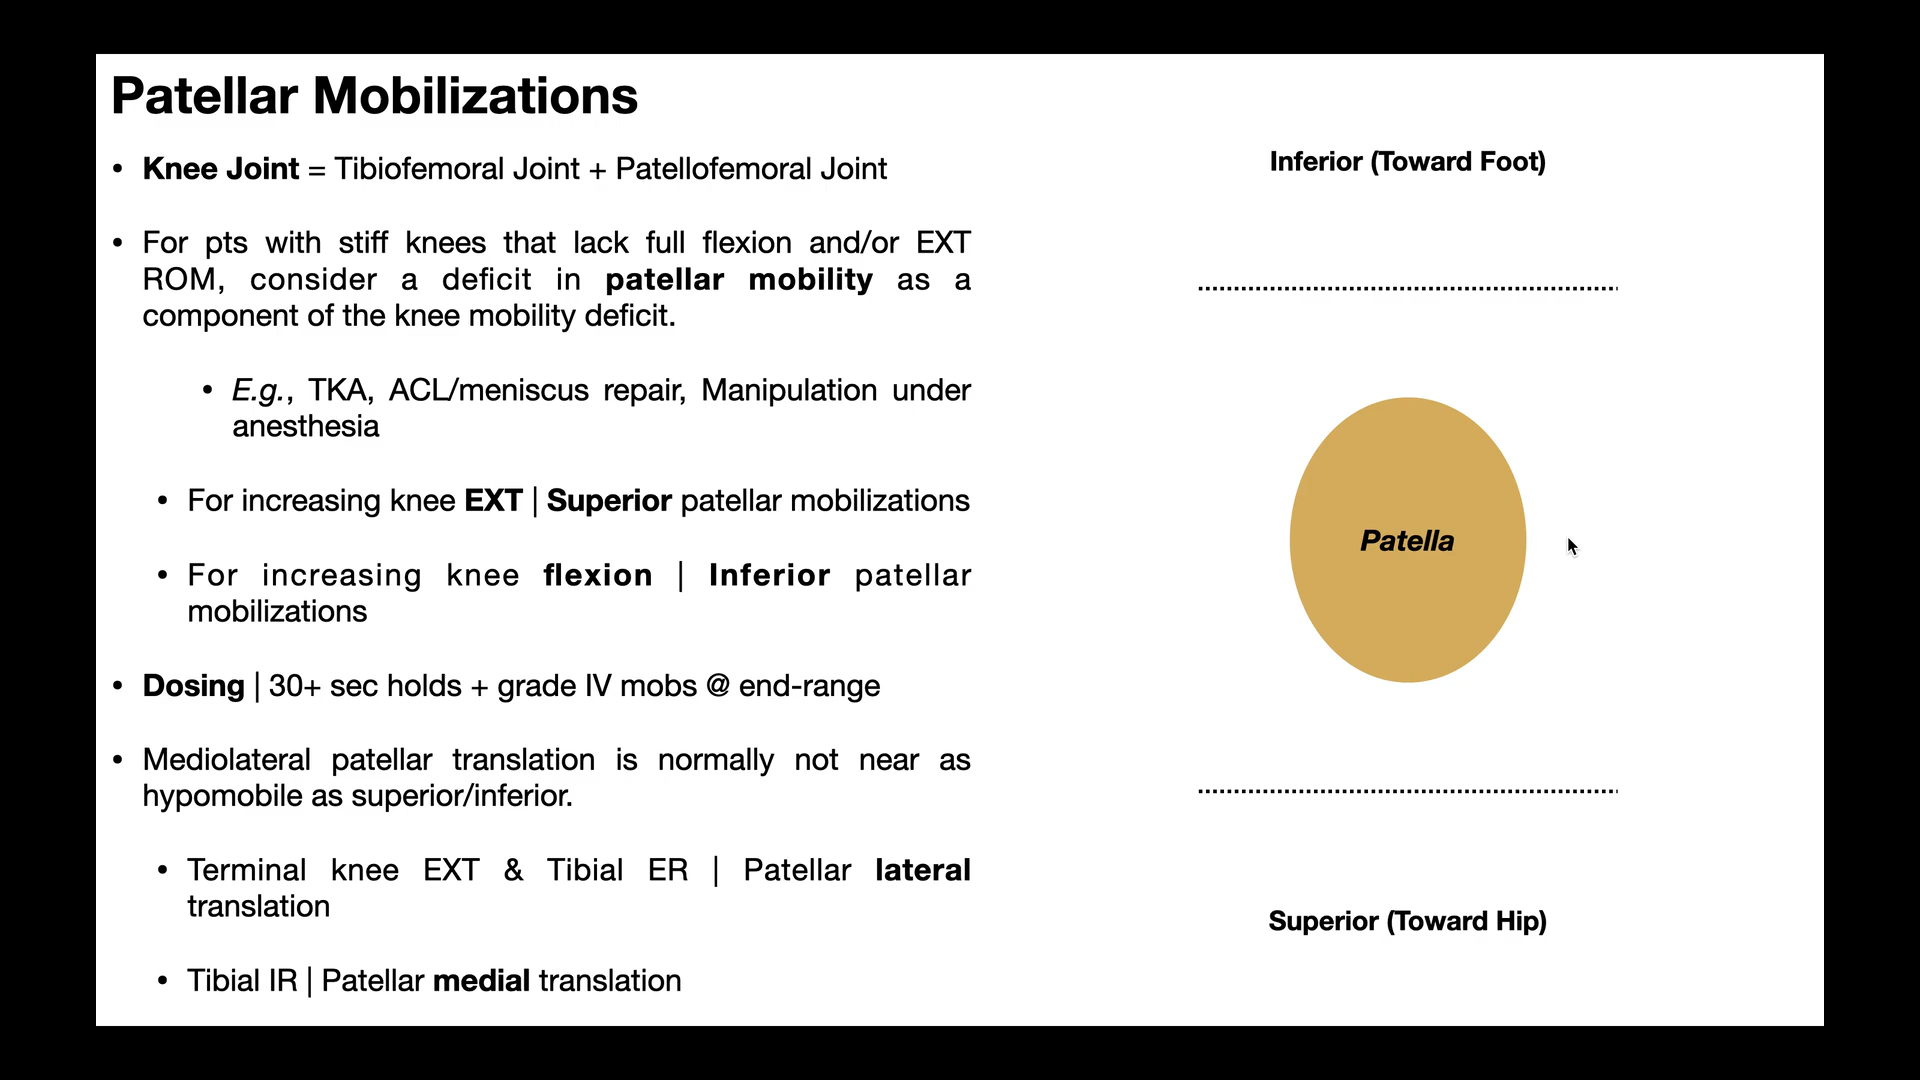 Patellar Mobilizations
• Knee Joint = Tibiofemoral Joint + Patellofemoral Joint
• For pts with stiff knees that lack full flexion and/or EXT
ROM, consider a deficit in patellar mobility as a
component of the knee mobility deficit.
• E.g., TKA, ACL/meniscus repair, Manipulation under
anesthesia
• For increasing knee EXT | Superior patellar mobilizations
• For increasing knee flexion | Inferior patellar
mobilizations
• Dosing | 30+ sec holds + grade IV mobs @ end-range
• Mediolateral patellar translation is normally not near as
hypomobile as superior/inferior.
• Terminal knee EXT & Tibial ER | Patellar lateral
translation
• Tibial IR | Patellar medial translation
Inferior (Toward Foot)
Patella
Superior (Toward Hip)